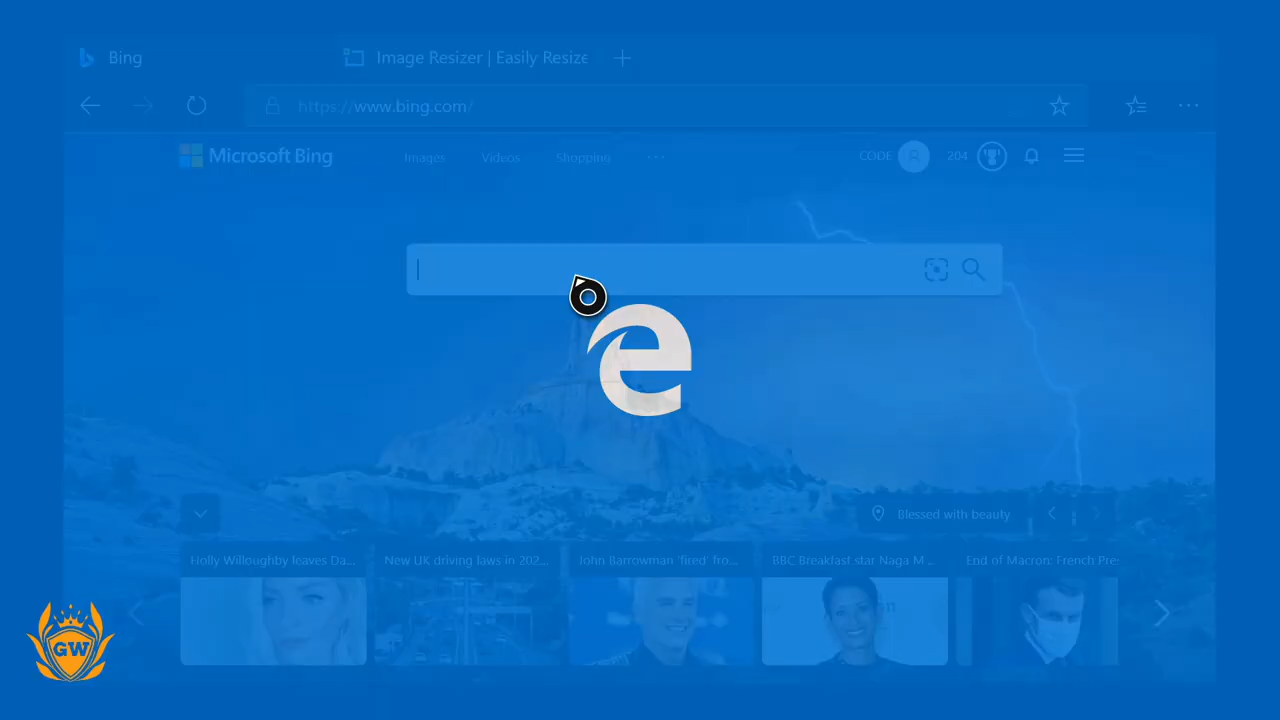 Bing
Image Resizer | Easily Resize
https://www.bing.com/
Microsoft Bing
Images
Videos
Shopping
CODE
204
Blessed with beauty
Holly Willoughby leaves Da...
New UK driving laws in 202...
John Barrowman 'fired' fro...
BBC Breakfast star Naga M...
End of Macron: French Pres
GW